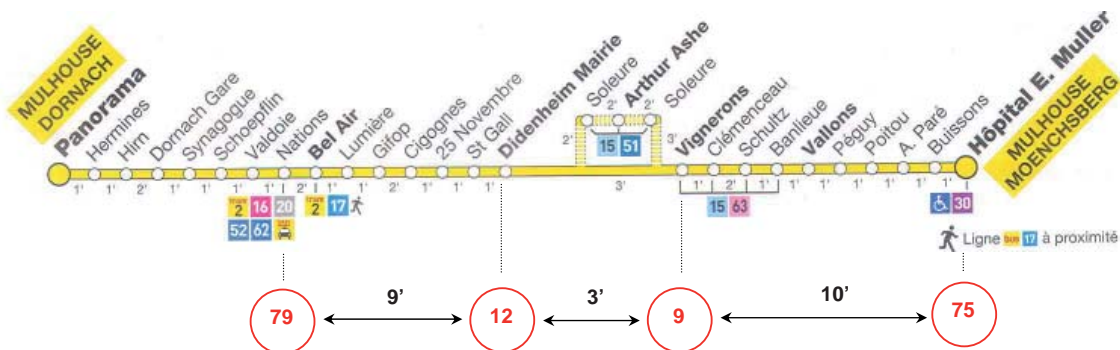 MULHOUSE
DORNACH
Panorama
Hermines
Hirn
Dornach Gare
Synagogue
Schoepflin
Valdoie
Nations
Bel Air
Lumière
Gifop
Cigognes
25 Novembre
St Gall
Didenheim Mairie
Soleure
Arthur Ashe
Soleure
Vignerons
Clémenceau
Schultz
Banlieue
Vallons
Péguy
Poitou
A. Paré
Buissons
Hôpital E. Muller
MULHOUSE
MOENCHSBERG
2' 2'
2' 15 51 3'
1' 1' 2' 1' 1' 1' 1' 2' 1' 1' 2' 1' 1' 1' 3' 1' 2' 1' 1' 1' 1' 1' 1'
tram 2 16 20 tram 2 17 15 63 30
52 62
Ligne bus 17 à proximité
9' 3' 10'
79 12 9 75